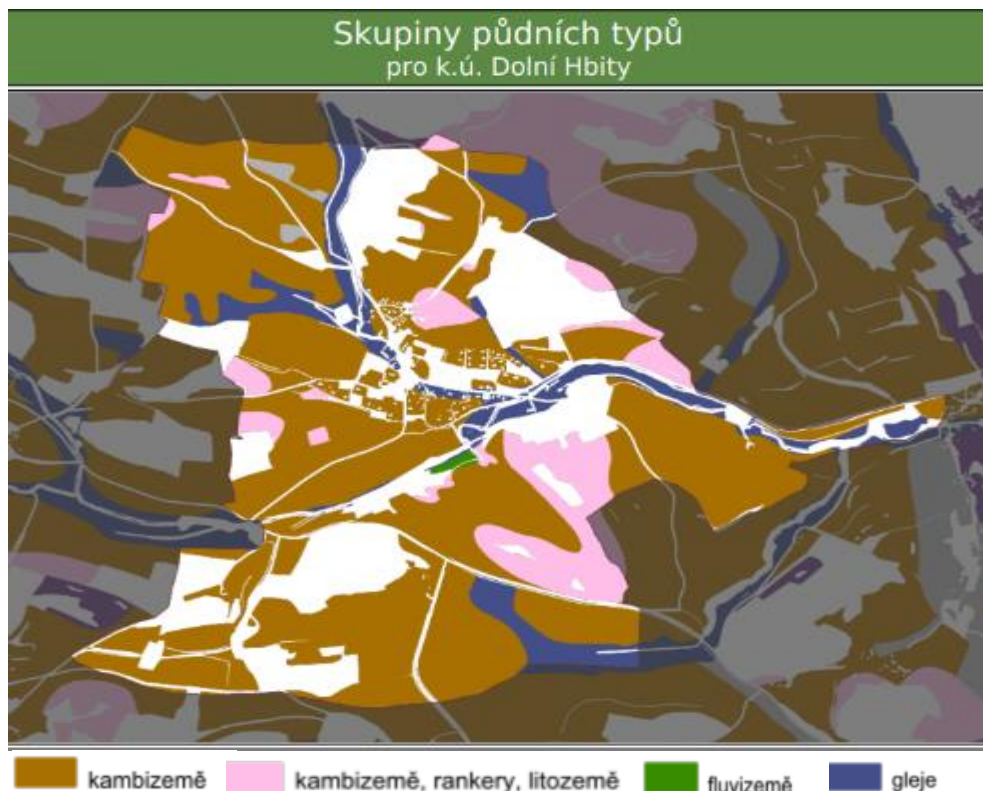 Skupiny půdních typů
pro k.ú. Dolní Hbity
kambizemě
kambizemě, rankery, litozemě
fluvizemě
gleje